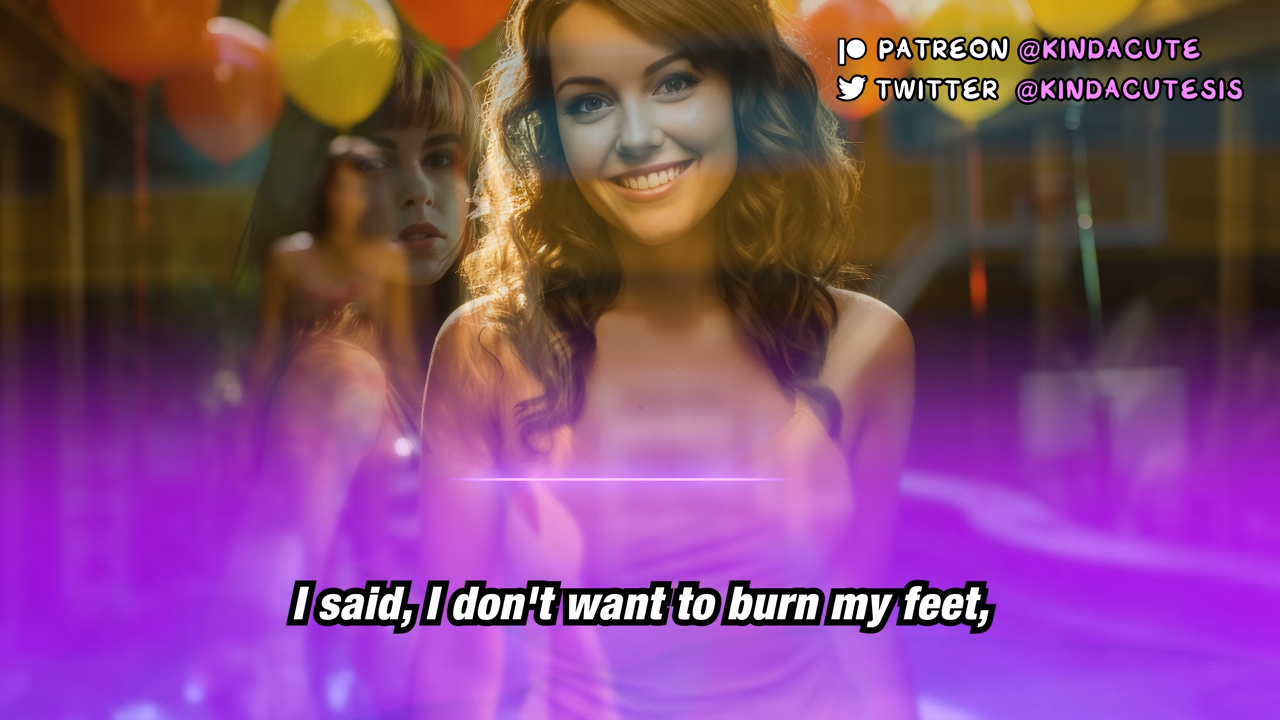 PATREON @KINDACUTE
TWITTER @KINDACUTESIS
I said, I don't want to burn my feet,